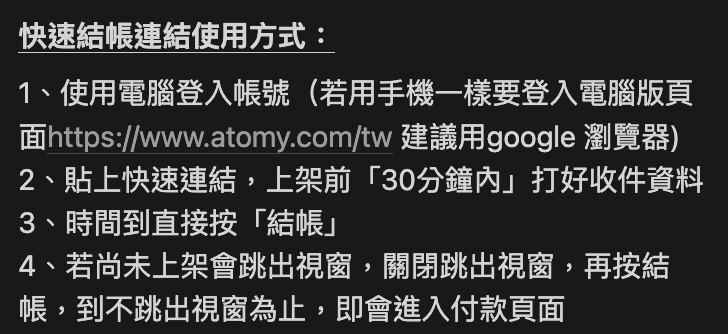 快速結帳連結使用方式：
1、使用電腦登入帳號（若用手機一樣要登入電腦版頁
面https://www.atomy.com/tw 建議用google 瀏覽器)
2、貼上快速連結，上架前「30分鐘內」打好收件資料
3、時間到直接按「結帳」
4、若尚未上架會跳出視窗，關閉跳出視窗，再按結
帳，到不跳出視窗為止，即會進入付款頁面